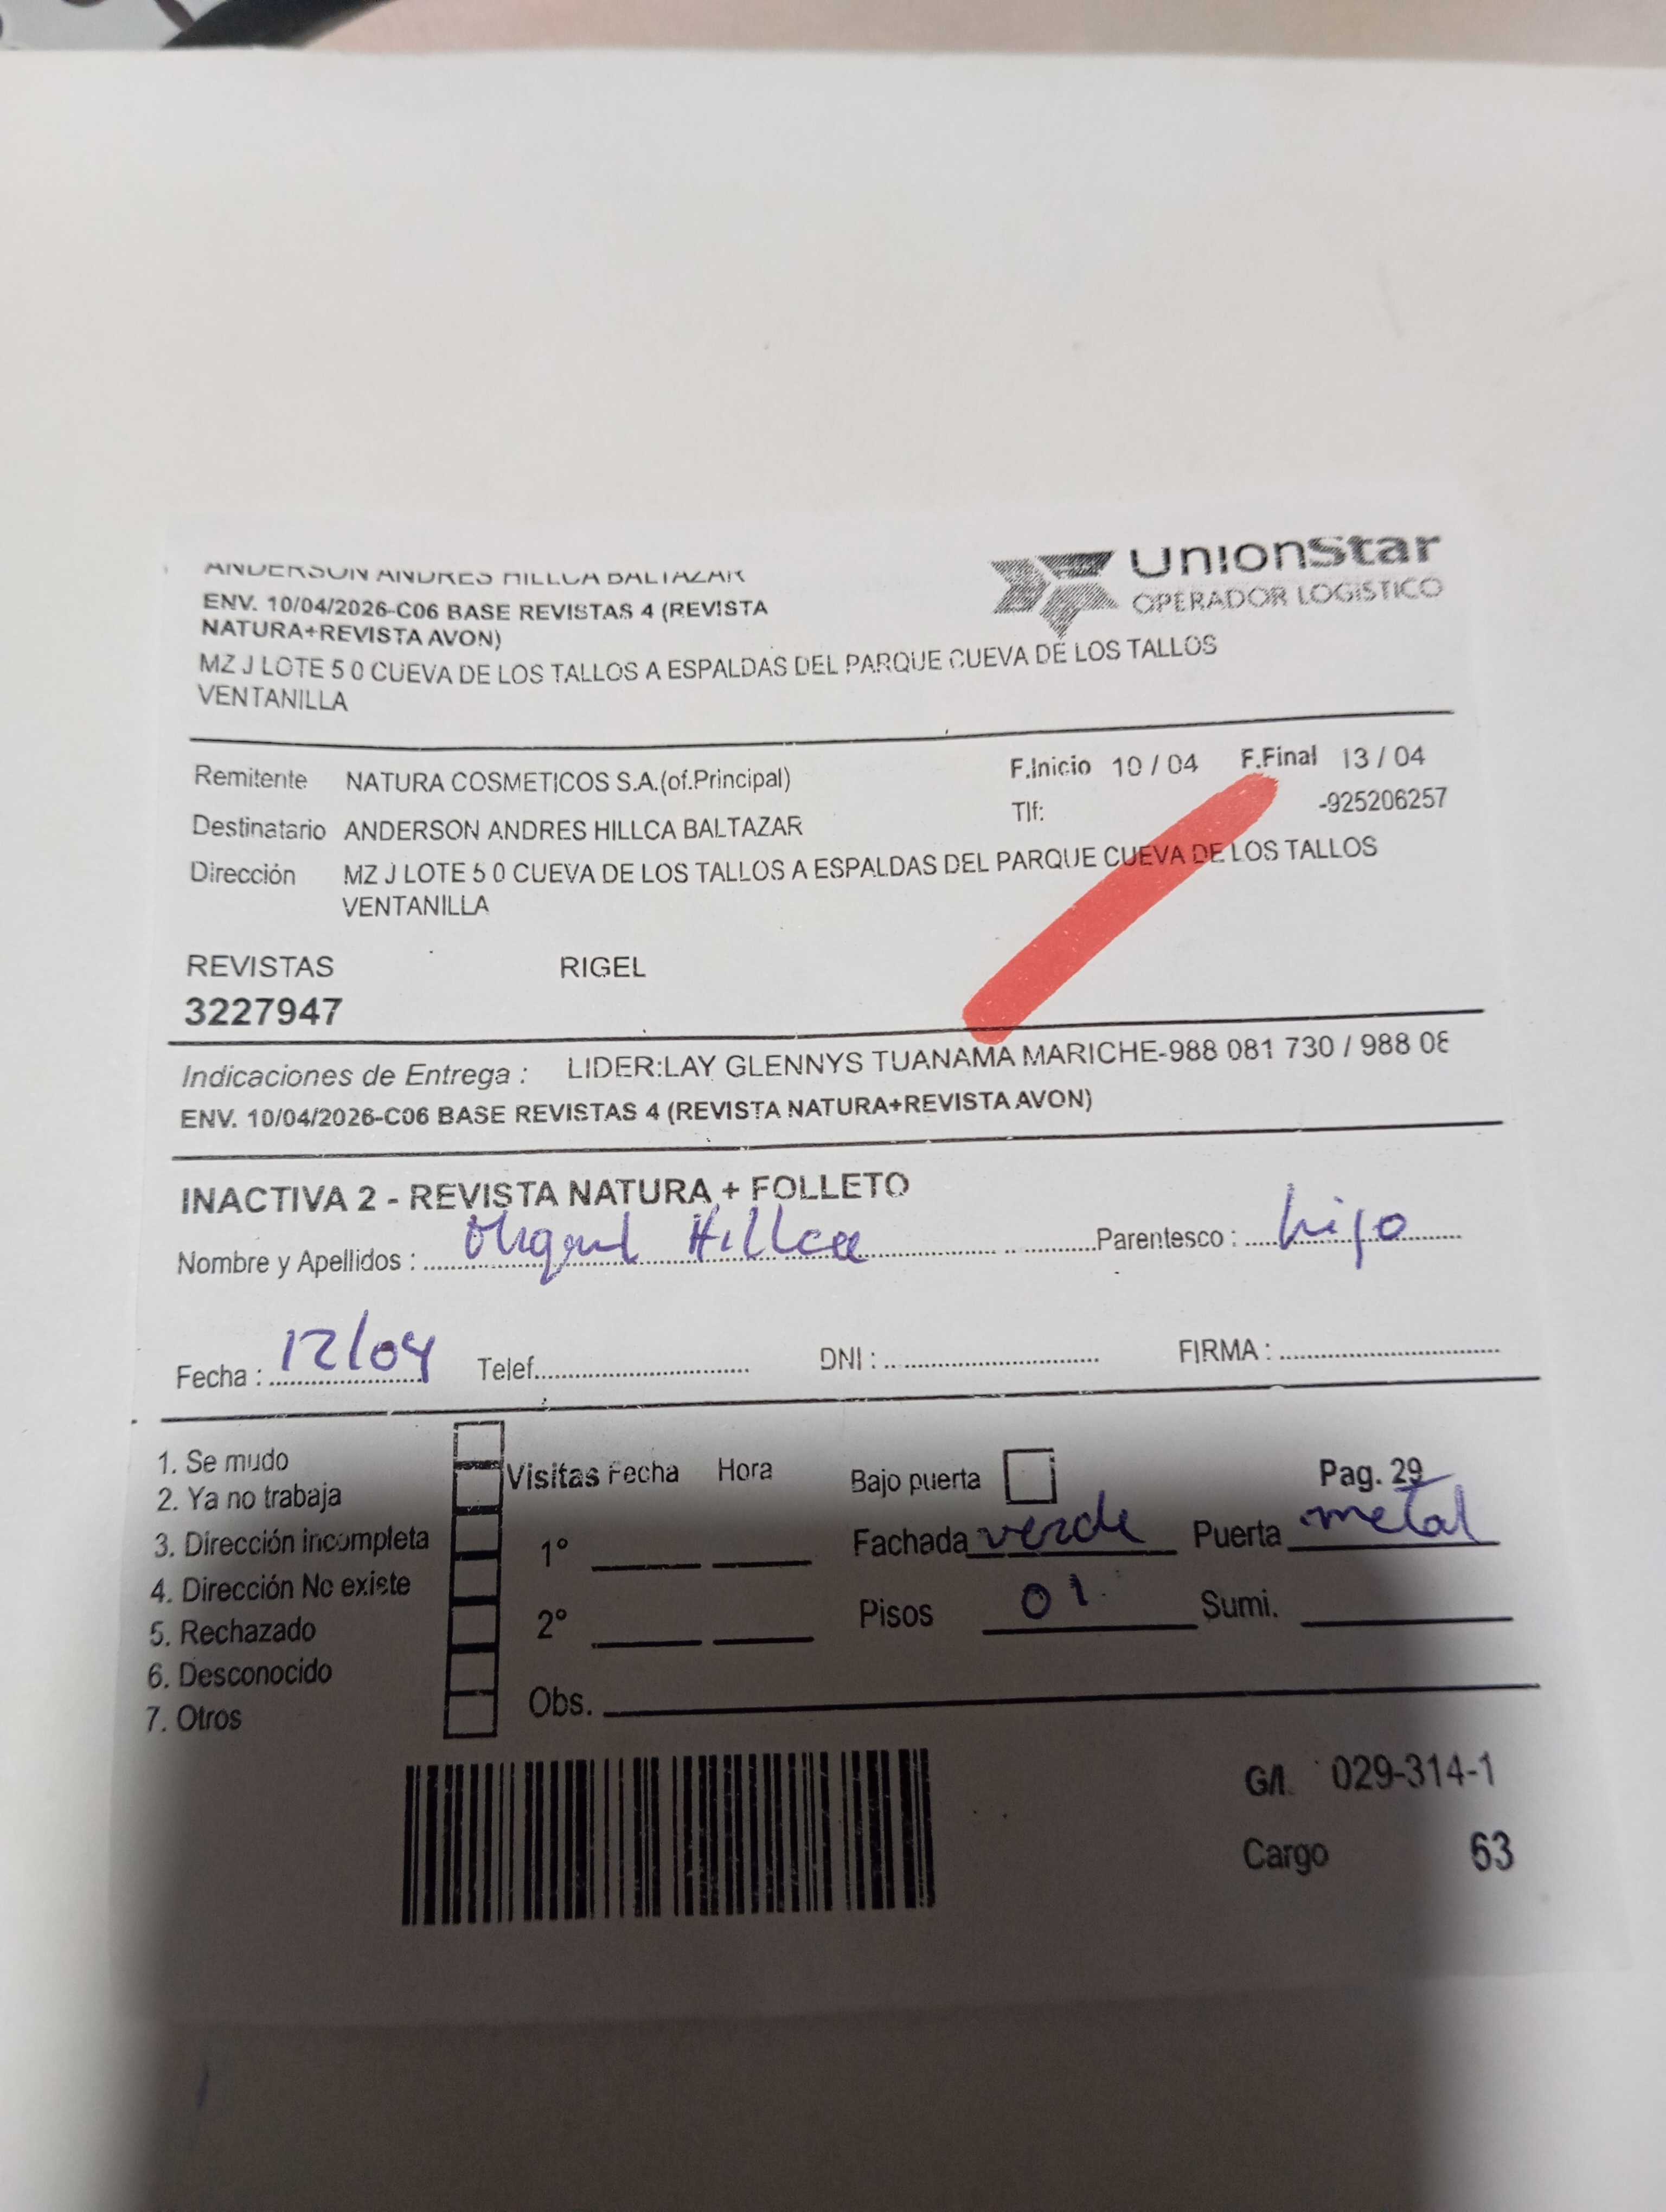 ANDERSON ANDRES HILLCA BALTAZAR
UnionStar
OPERADOR LOGÍSTICO
ENV. 10/04/2026-C06 BASE REVISTAS 4 (REVISTA
NATURA+REVISTA AVON)
MZ J LOTE 5 0 CUEVA DE LOS TALLOS A ESPALDAS DEL PARQUE CUEVA DE LOS TALLOS
VENTANILLA
Remitente NATURA COSMETICOS S.A.(of.Principal) F.Inicio 10 / 04 F.Final 13 / 04
Destinatario ANDERSON ANDRES HILLCA BALTAZAR Tlf: -925206257
Dirección MZ J LOTE 5 0 CUEVA DE LOS TALLOS A ESPALDAS DEL PARQUE CUEVA DE LOS TALLOS
VENTANILLA
REVISTAS RIGEL
3227947
Indicaciones de Entrega : LIDER:LAY GLENNYS TUANAMA MARICHE-988 081 730 / 988 08
ENV. 10/04/2026-C06 BASE REVISTAS 4 (REVISTA NATURA+REVISTA AVON)
INACTIVA 2 - REVISTA NATURA + FOLLETO
Nombre y Apellidos : Hillca Parentesco : hijo
Fecha : 12/04 Telef. DNI : FIRMA :
1. Se mudo
2. Ya no trabaja
3. Dirección incompleta
4. Dirección No existe
5. Rechazado
6. Desconocido
7. Otros
Visitas Fecha Hora Bajo puerta Pag. 29
1° Fachada verde Puerta metal
2° Pisos 01 Sumi.
Obs.
G/I. 029-314-1
Cargo 63